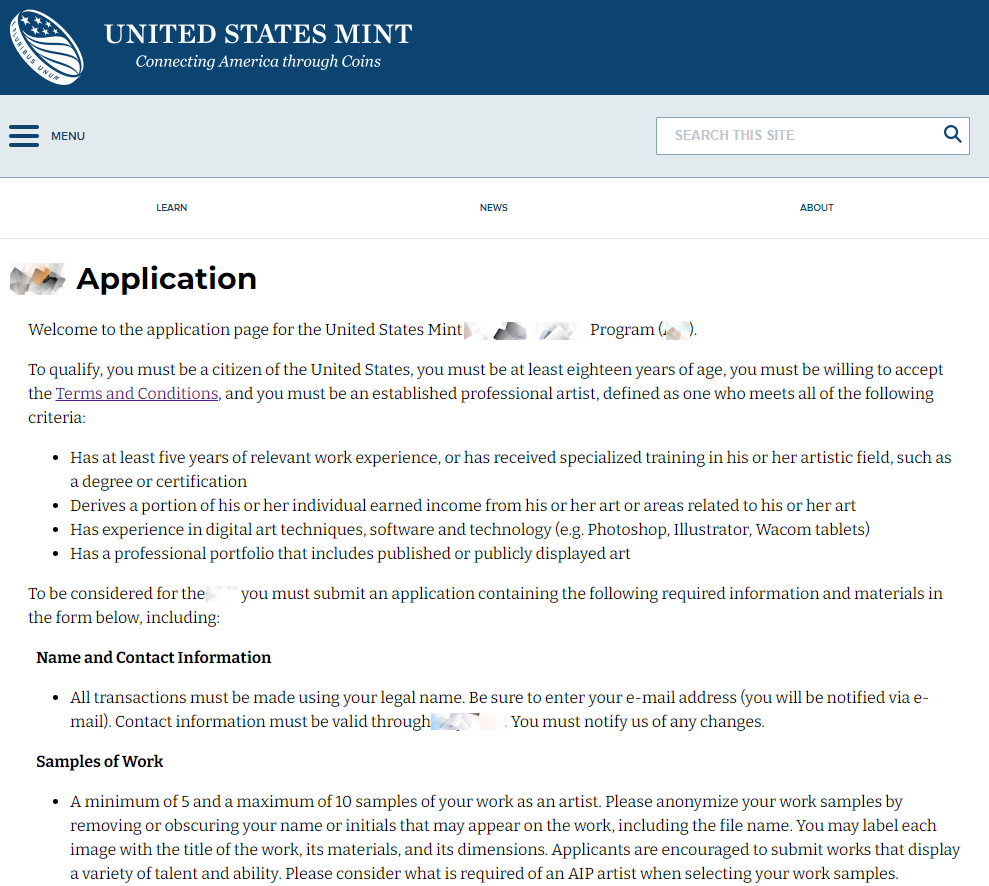 PLURIBUS UNUM
UNITED STATES MINT
Connecting America through Coins
MENU
SEARCH THIS SITE
LEARN
NEWS
ABOUT
Application
Welcome to the application page for the United States Mint Program ( ).
To qualify, you must be a citizen of the United States, you must be at least eighteen years of age, you must be willing to accept
the Terms and Conditions, and you must be an established professional artist, defined as one who meets all of the following
criteria:
• Has at least five years of relevant work experience, or has received specialized training in his or her artistic field, such as
a degree or certification
• Derives a portion of his or her individual earned income from his or her art or areas related to his or her art
• Has experience in digital art techniques, software and technology (e.g. Photoshop, Illustrator, Wacom tablets)
• Has a professional portfolio that includes published or publicly displayed art
To be considered for the you must submit an application containing the following required information and materials in
the form below, including:
Name and Contact Information
• All transactions must be made using your legal name. Be sure to enter your e-mail address (you will be notified via e-
mail). Contact information must be valid through . You must notify us of any changes.
Samples of Work
• A minimum of 5 and a maximum of 10 samples of your work as an artist. Please anonymize your work samples by
removing or obscuring your name or initials that may appear on the work, including the file name. You may label each
image with the title of the work, its materials, and its dimensions. Applicants are encouraged to submit works that display
a variety of talent and ability. Please consider what is required of an AIP artist when selecting your work samples.